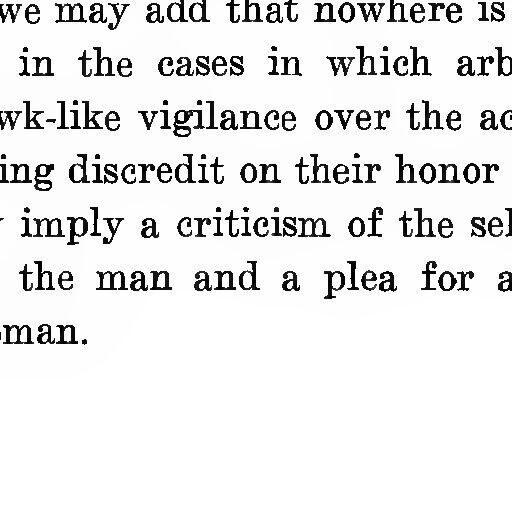 we may add that nowhere is
in the cases in which arb
wk-like vigilance over the ac
ing discredit on their honor
imply a criticism of the sel
the man and a plea for a
man.